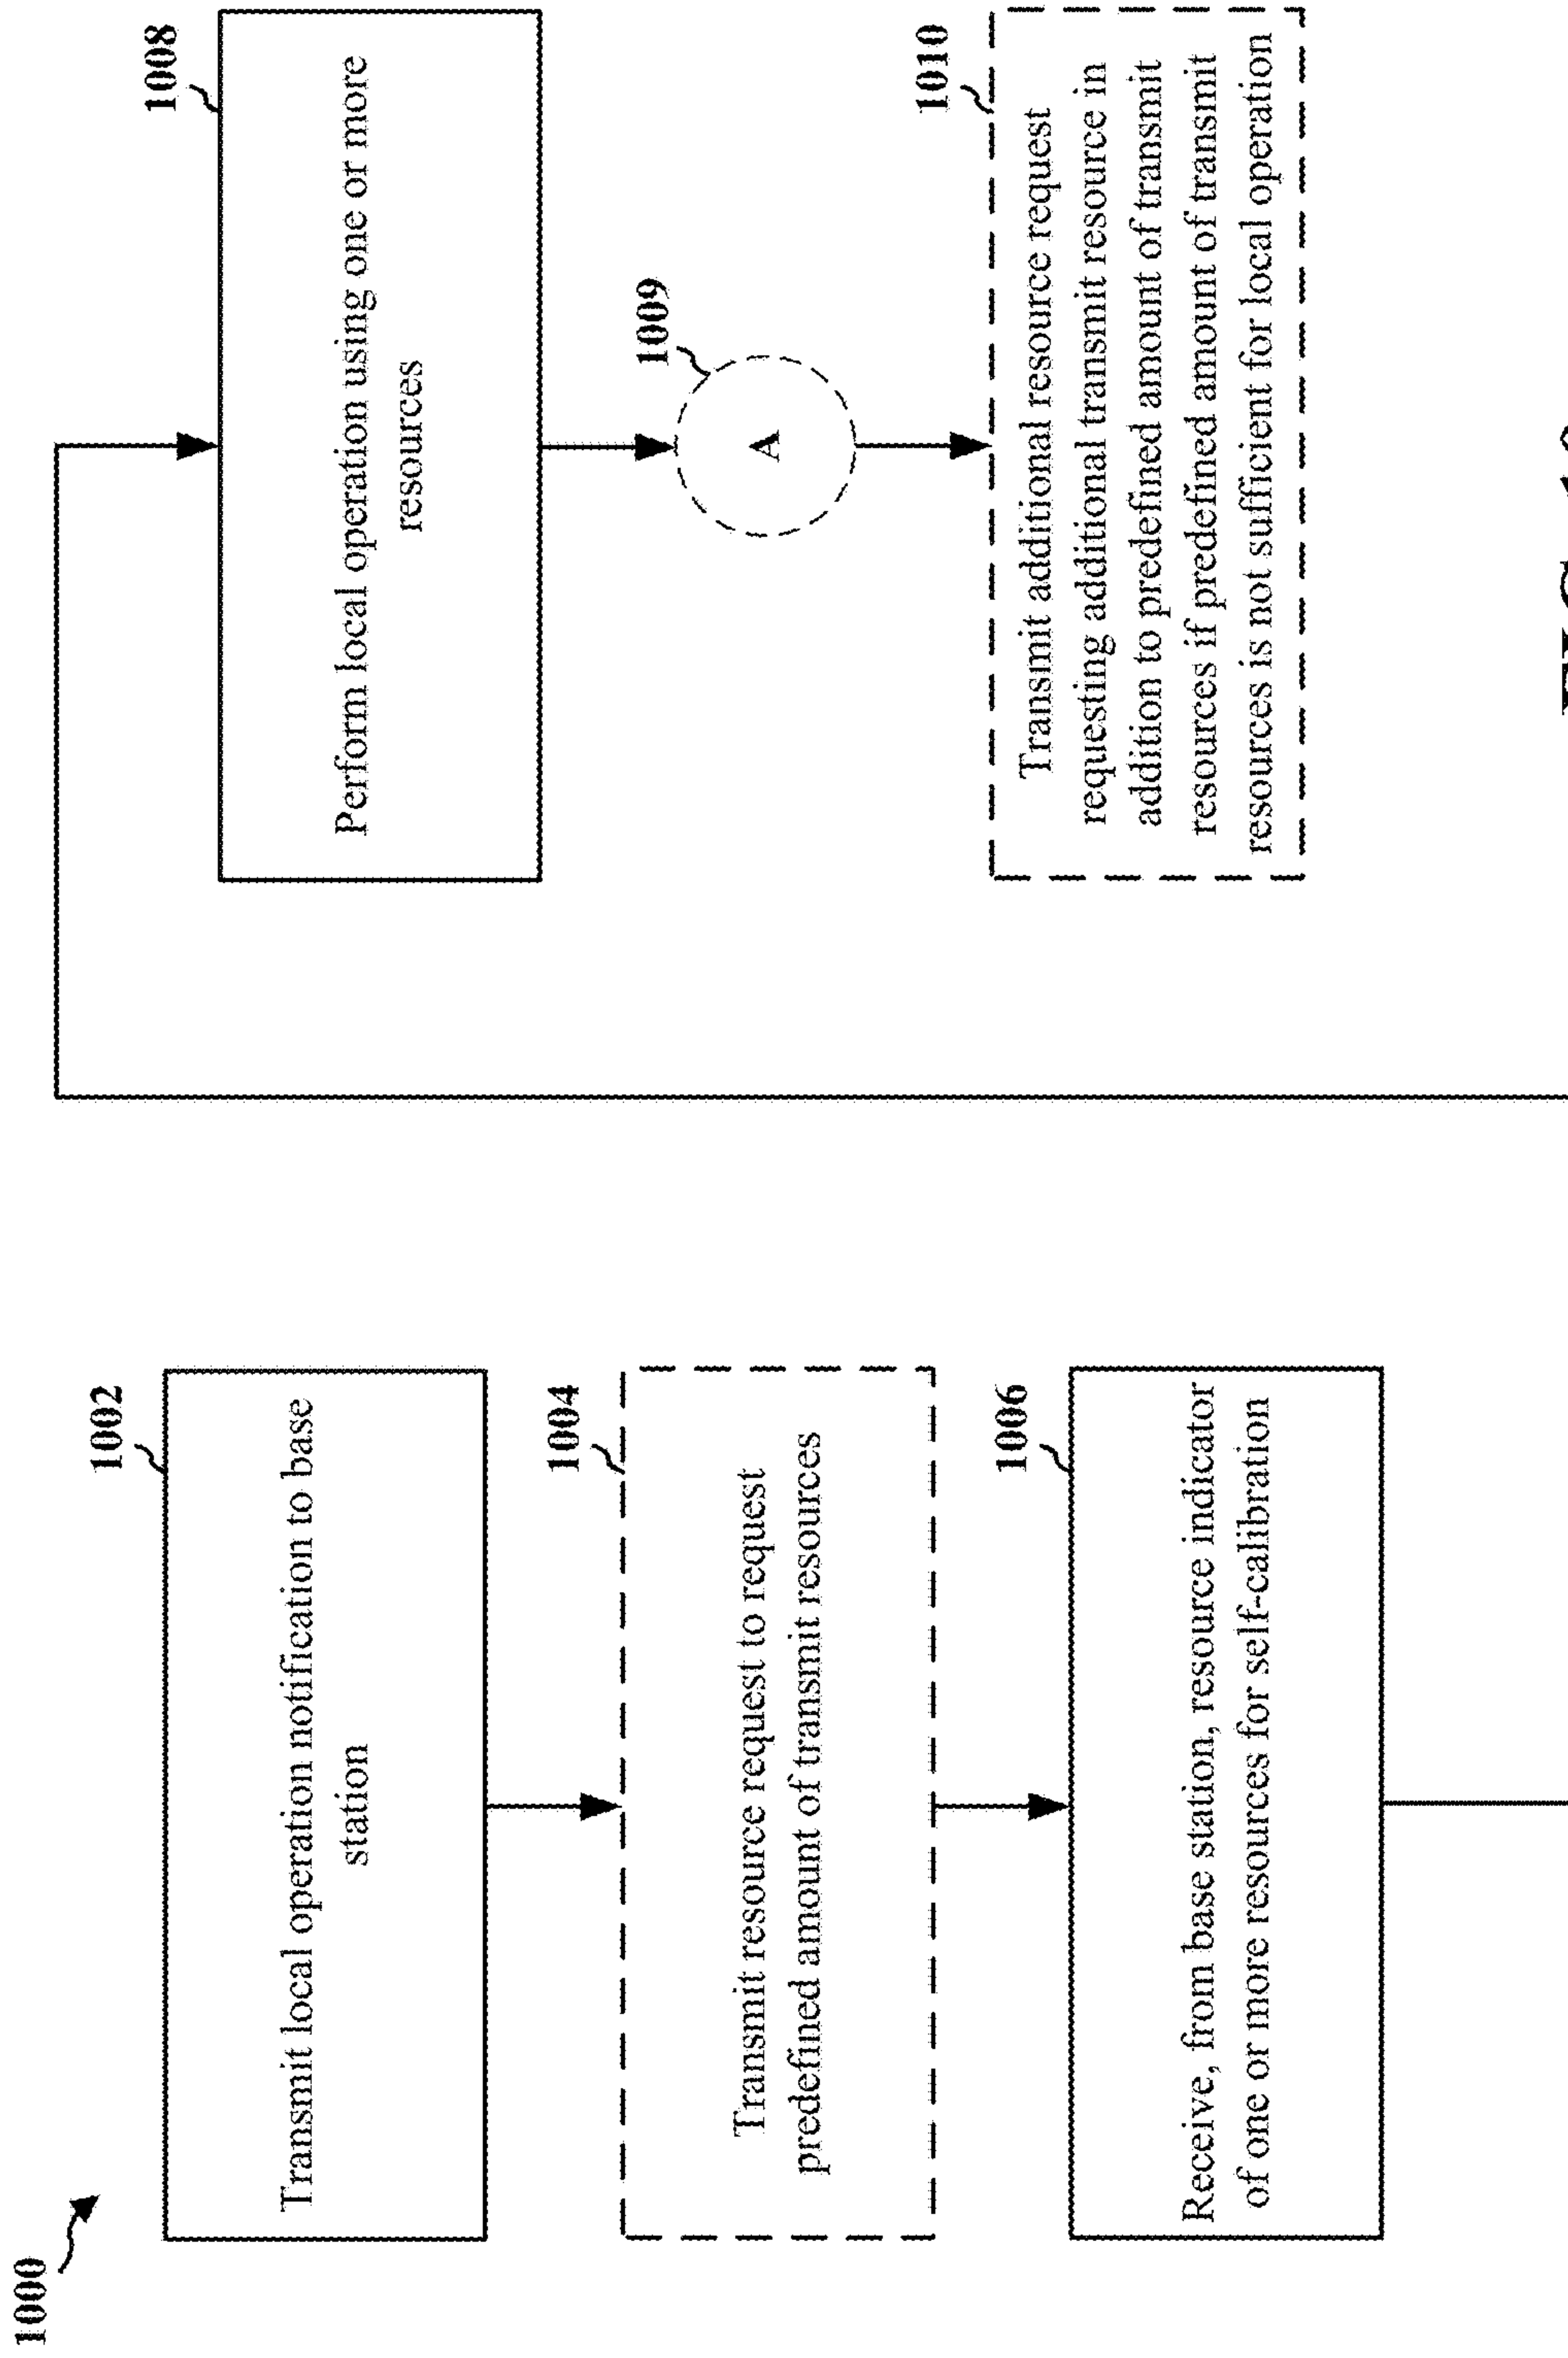 1000
1002
Transmit local operation notification to base
station
1004
Transmit resource request to request
predefined amount of transmit resources
1006
Receive, from base station, resource indicator
of one or more resources for self-calibration
1008
Perform local operation using one or more
resources
1009
A
1010
Transmit additional resource request
requesting additional transmit resource in
addition to predefined amount of transmit
resources if predefined amount of transmit
resources is not sufficient for local operation